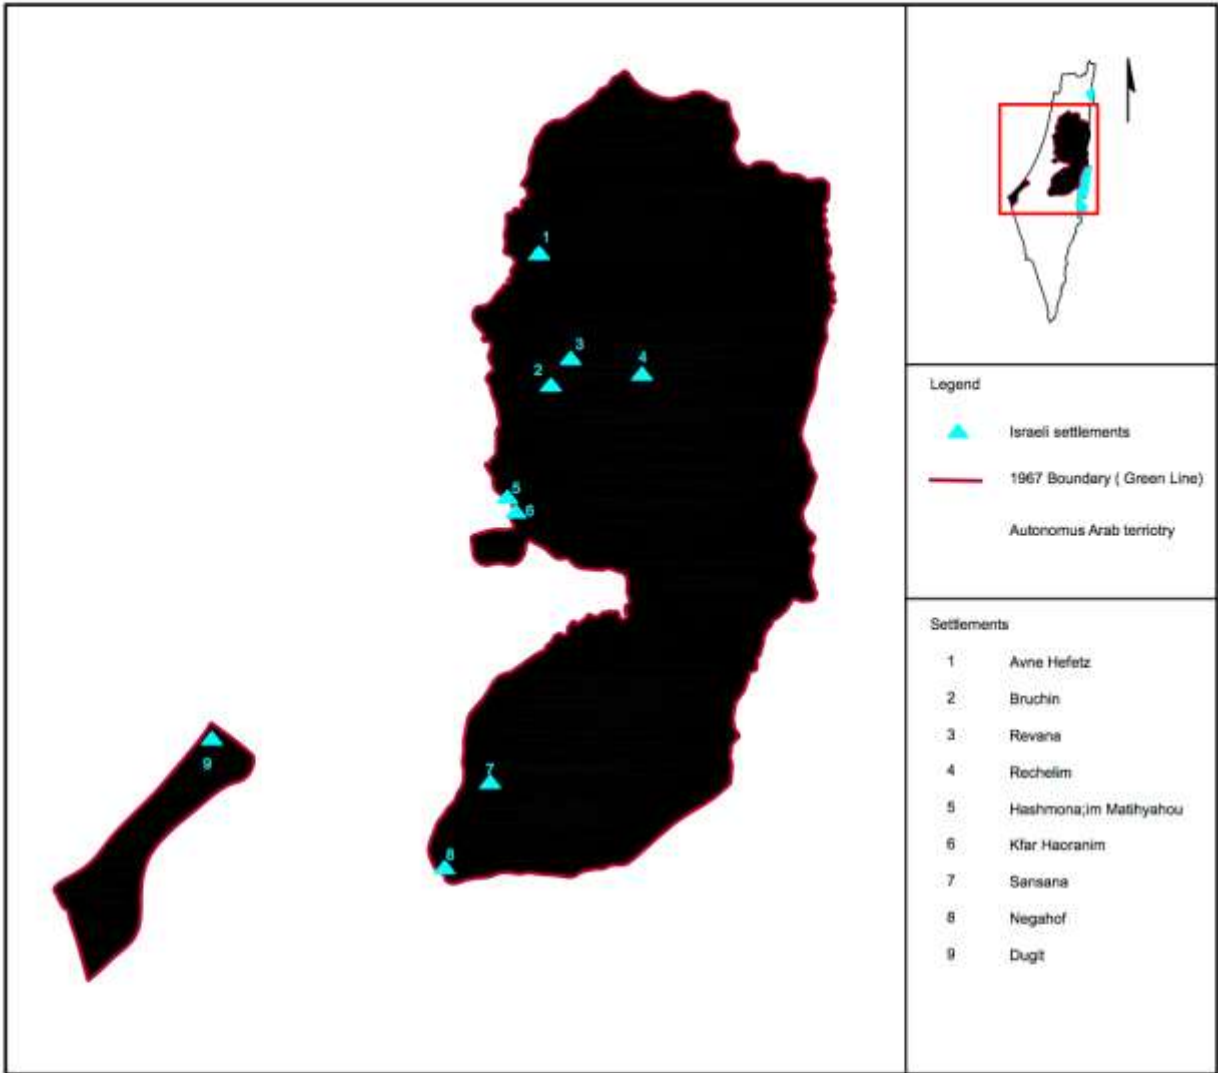 1
3
2
4
5
6
7
8
9
Legend
Israeli settlements
1967 Boundary ( Green Line)
Autonomus Arab terriotry
Settlements
1 Avne Hefetz
2 Bruchin
3 Revana
4 Rechelim
5 Hashmona;im Matihyahou
6 Kfar Haoranim
7 Sansana
8 Negahof
9 Dugit